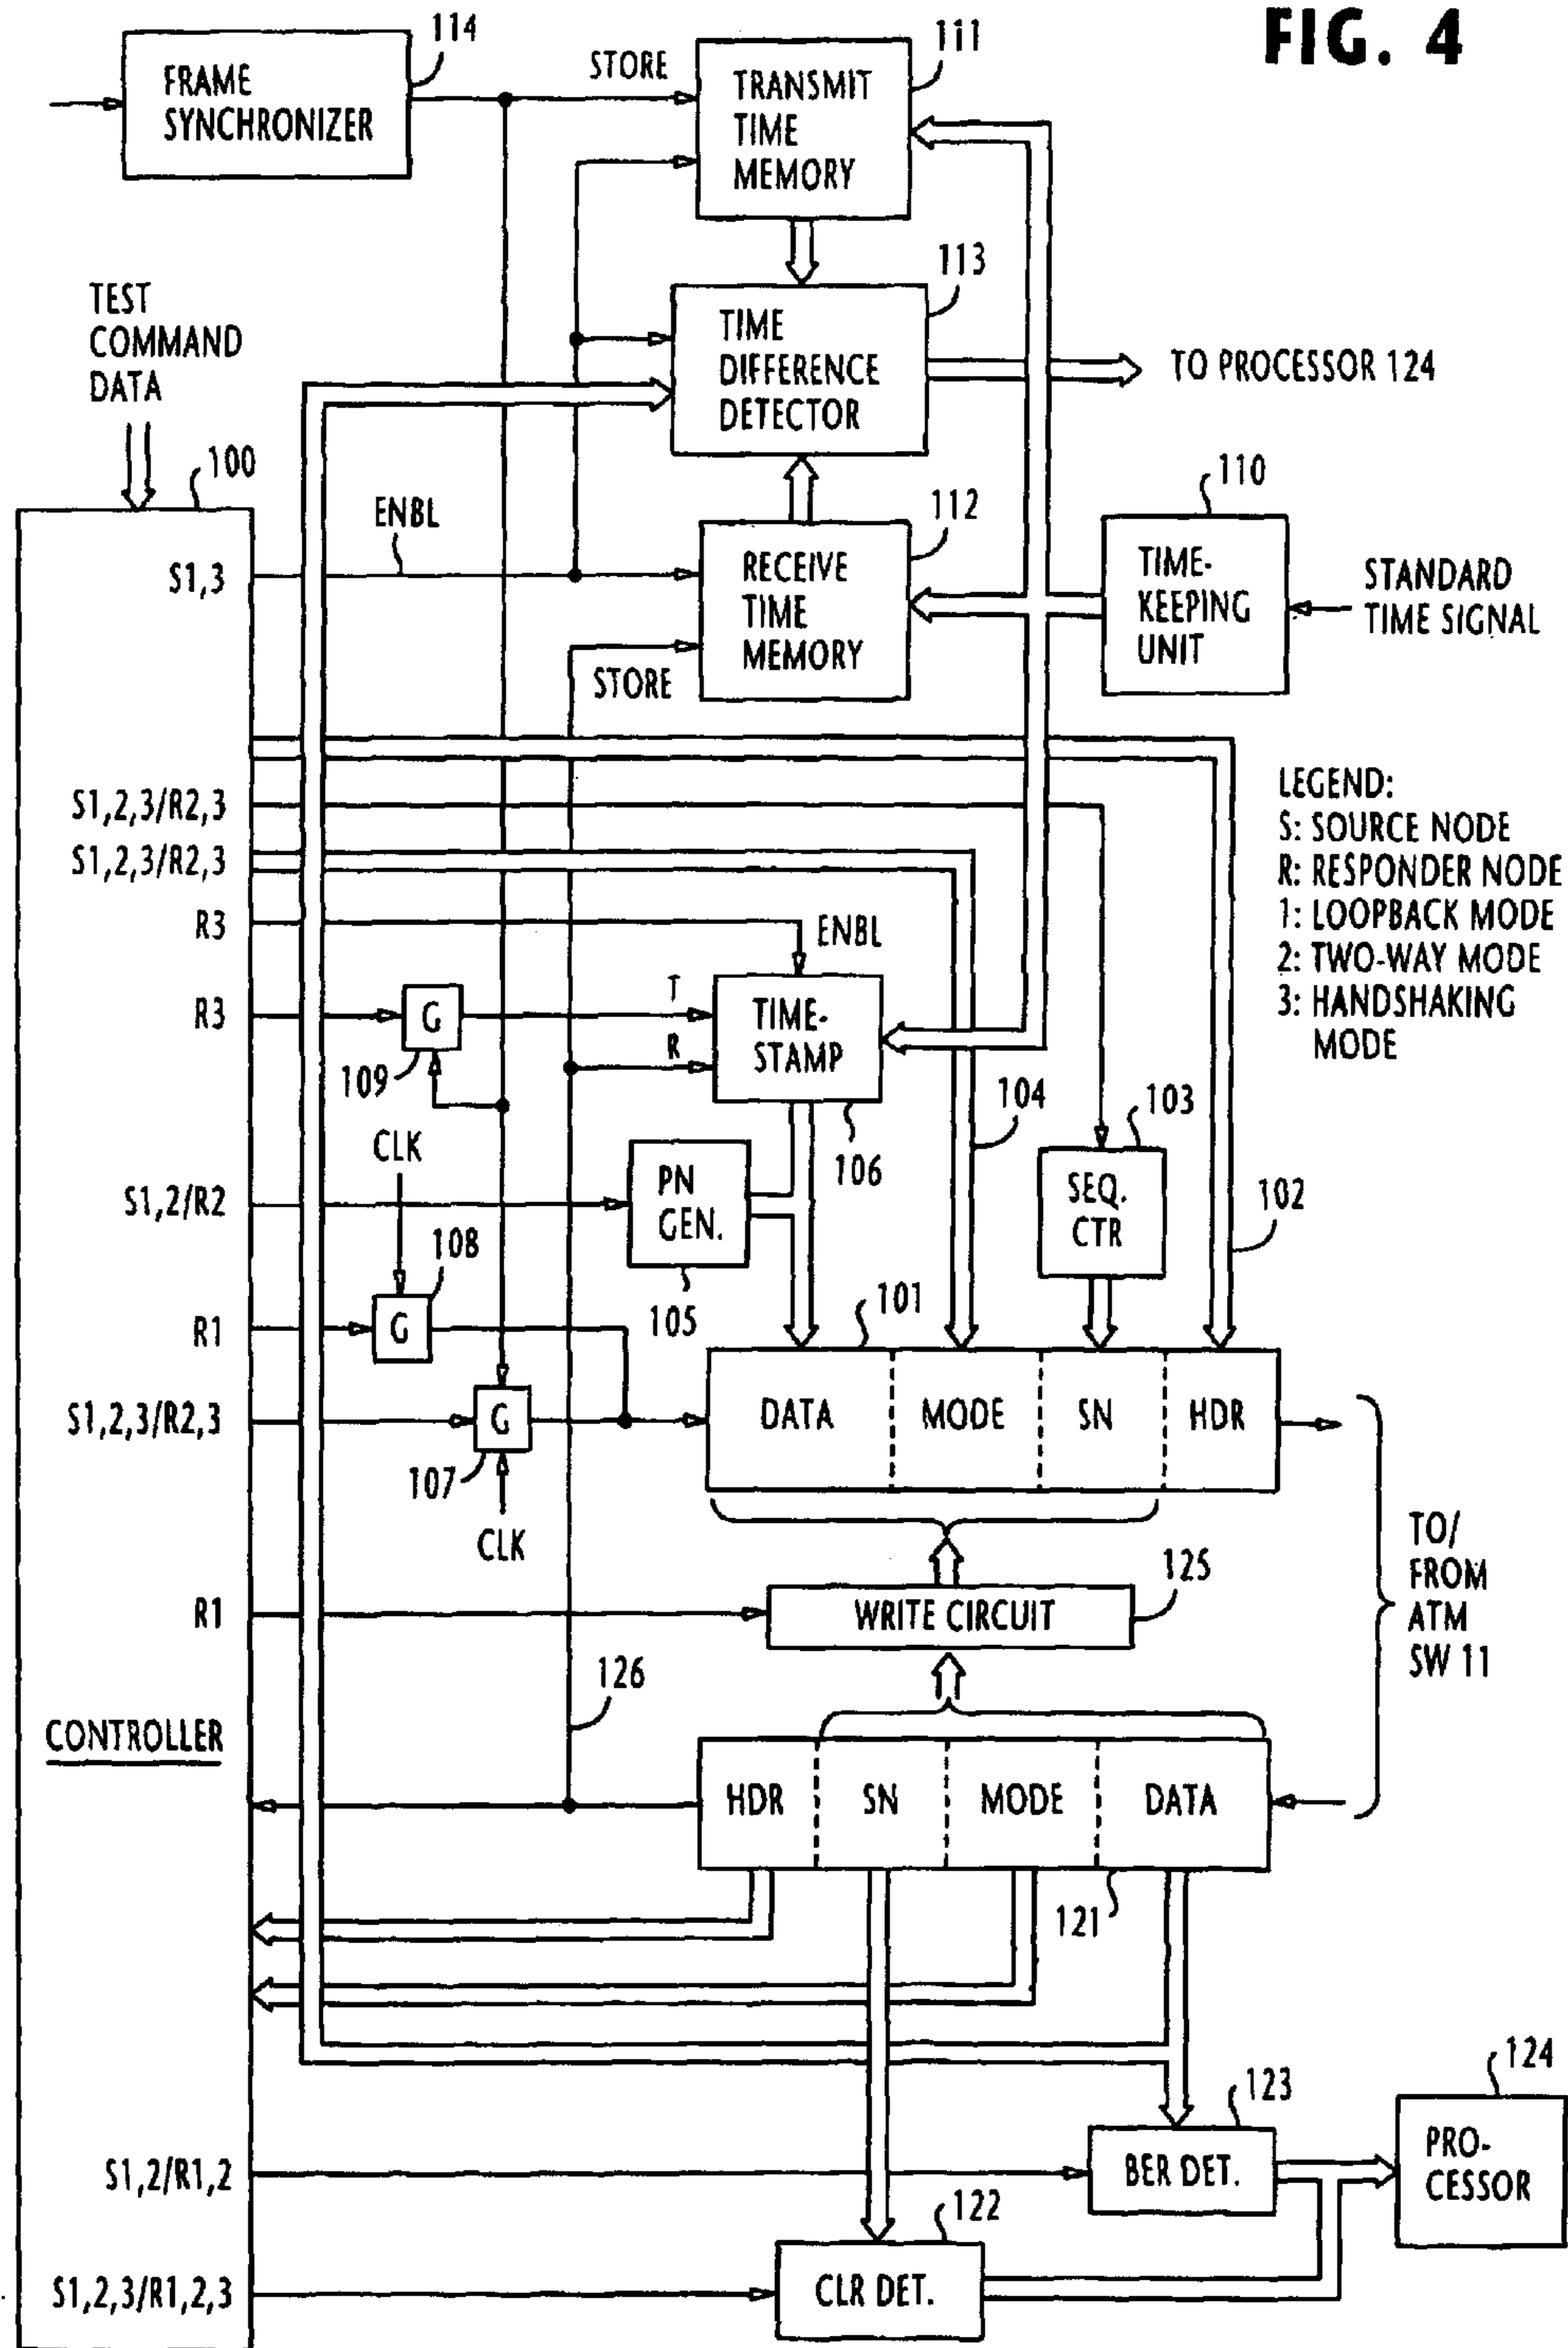 FIG. 4
114
FRAME
SYNCHRONIZER
STORE
111
TRANSMIT
TIME
MEMORY
113
TIME
DIFFERENCE
DETECTOR
TO PROCESSOR 124
TEST
COMMAND
DATA
100
ENBL
S1,3
112
RECEIVE
TIME
MEMORY
STORE
110
TIME-
KEEPING
UNIT
STANDARD
TIME SIGNAL
LEGEND:
S: SOURCE NODE
R: RESPONDER NODE
1: LOOPBACK MODE
2: TWO-WAY MODE
3: HANDSHAKING
MODE
S1,2,3/R2,3
S1,2,3/R2,3
R3
ENBL
R3
G
109
T
R
TIME-
STAMP
106
104
103
SEQ.
CTR
102
CLK
S1,2/R2
PN
GEN.
105
108
R1
G
101
S1,2,3/R2,3
G
107
CLK
DATA
MODE
SN
HDR
TO/
FROM
ATM
SW 11
R1
125
WRITE CIRCUIT
126
CONTROLLER
HDR
SN
MODE
DATA
121
123
124
S1,2/R1,2
BER DET.
PRO-
CESSOR
122
S1,2,3/R1,2,3
CLR DET.